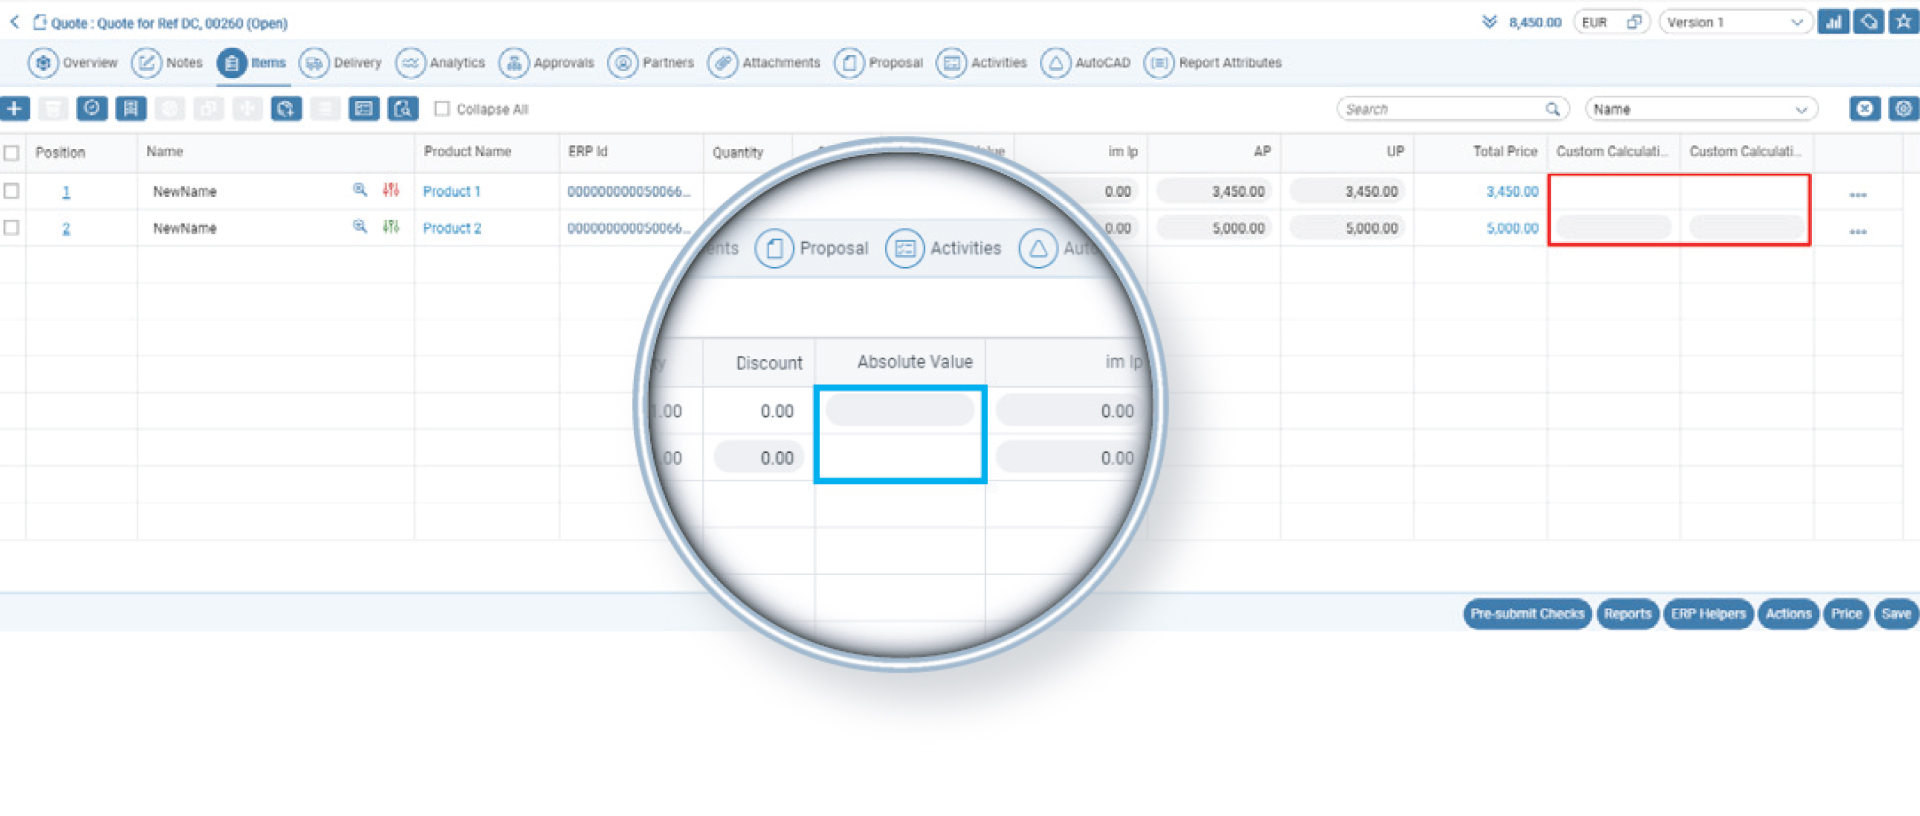 Quote : Quote for Ref DC, 00260 (Open)
8,450.00 EUR Version 1
Overview Notes Items Delivery Analytics Approvals Partners Attachments Proposal Activities AutoCAD Report Attributes
Collapse All Search Name
Position Name Product Name ERP Id Quantity im lp AP UP Total Price Custom Calculati... Custom Calculati...
1 NewName Product 1 000000000050066... 0.00 3,450.00 3,450.00 3,450.00
2 NewName Product 2 000000000050066... 0.00 5,000.00 5,000.00 5,000.00
Proposal Activities
Discount Absolute Value im lp
.00 0.00 0.00
.00 0.00 0.00
Pre-submit Checks Reports ERP Helpers Actions Price Save